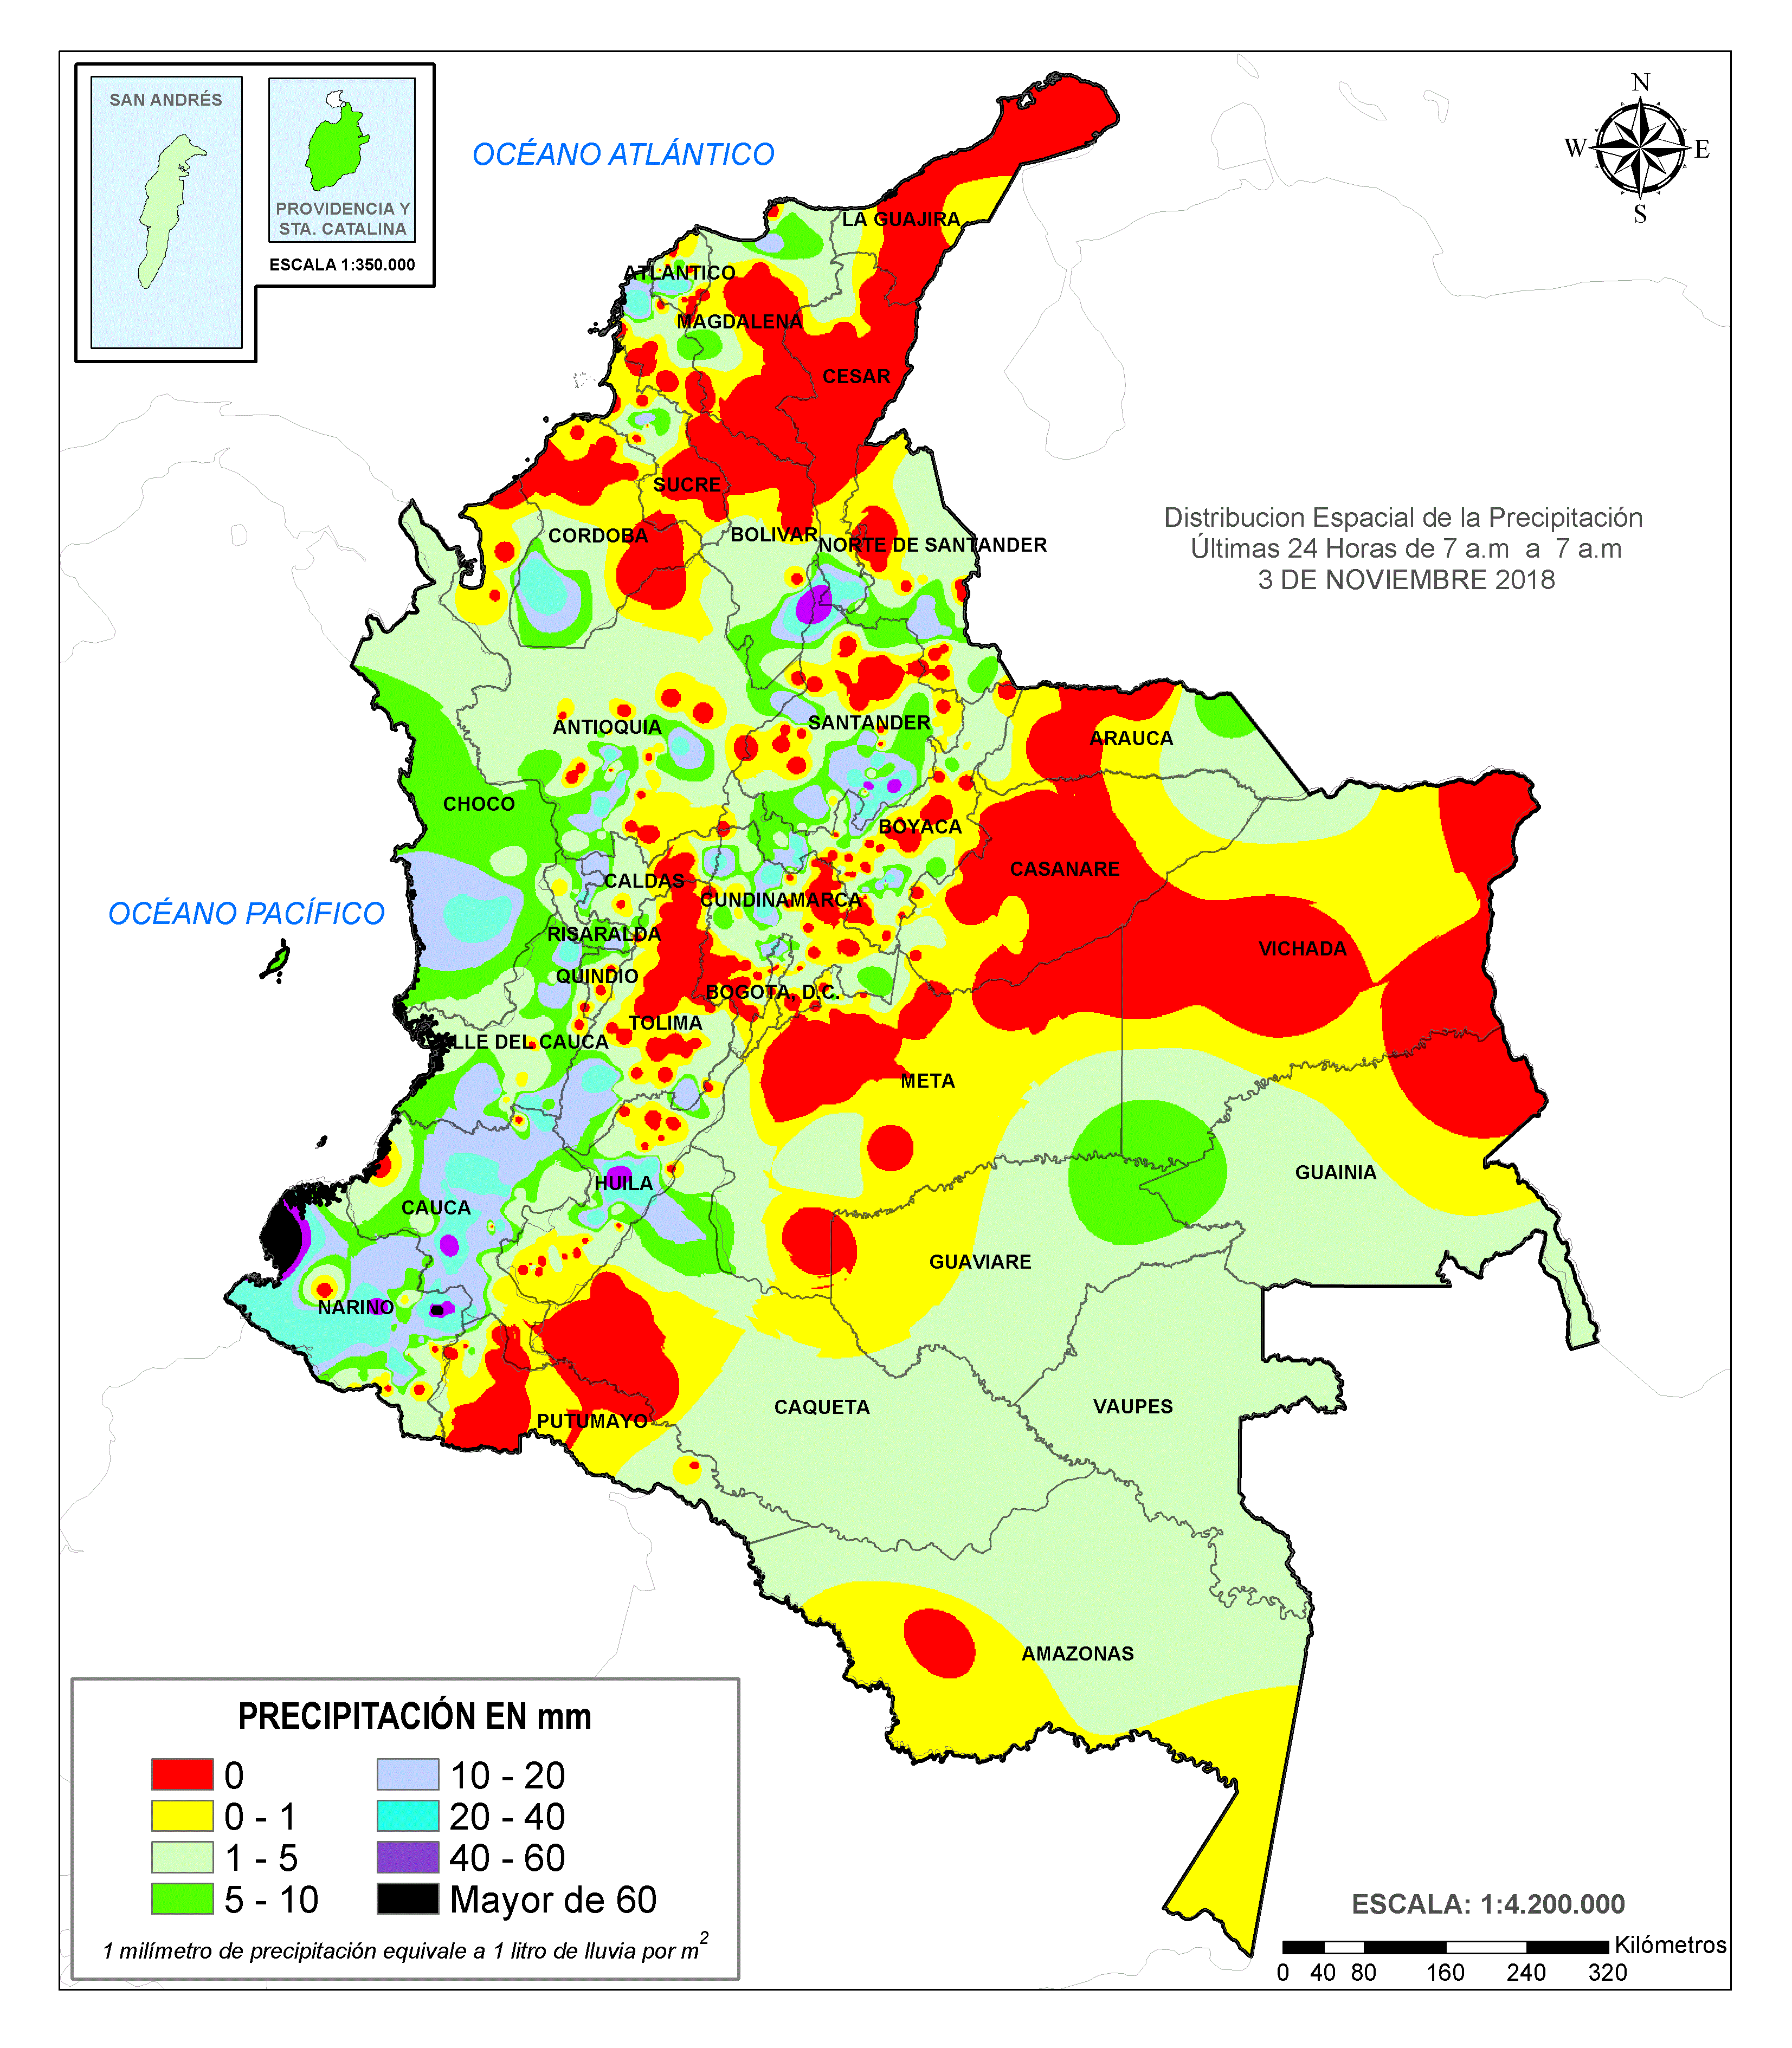 SAN ANDRÉS
PROVIDENCIA Y
STA. CATALINA
ESCALA 1:350.000
OCÉANO ATLÁNTICO
N
W
E
S
LA GUAJIRA
ATLANTICO
MAGDALENA
CESAR
SUCRE
CORDOBA
BOLIVAR
NORTE DE SANTANDER
Distribucion Espacial de la Precipitación
Últimas 24 Horas de 7 a.m a 7 a.m
3 DE NOVIEMBRE 2018
ANTIOQUIA
SANTANDER
ARAUCA
CHOCO
BOYACA
CASANARE
CALDAS
CUNDINAMARCA
OCÉANO PACÍFICO
RISARALDA
VICHADA
QUINDIO
BOGOTA, D.C.
TOLIMA
ALLE DEL CAUCA
META
HUILA
GUAINIA
CAUCA
GUAVIARE
NARINO
CAQUETA
VAUPES
PUTUMAYO
AMAZONAS
PRECIPITACIÓN EN mm
0
0 - 1
1 - 5
5 - 10
10 - 20
20 - 40
40 - 60
Mayor de 60
1 milímetro de precipitación equivale a 1 litro de lluvia por m2
ESCALA: 1:4.200.000
Kilómetros
0 40 80 160 240 320